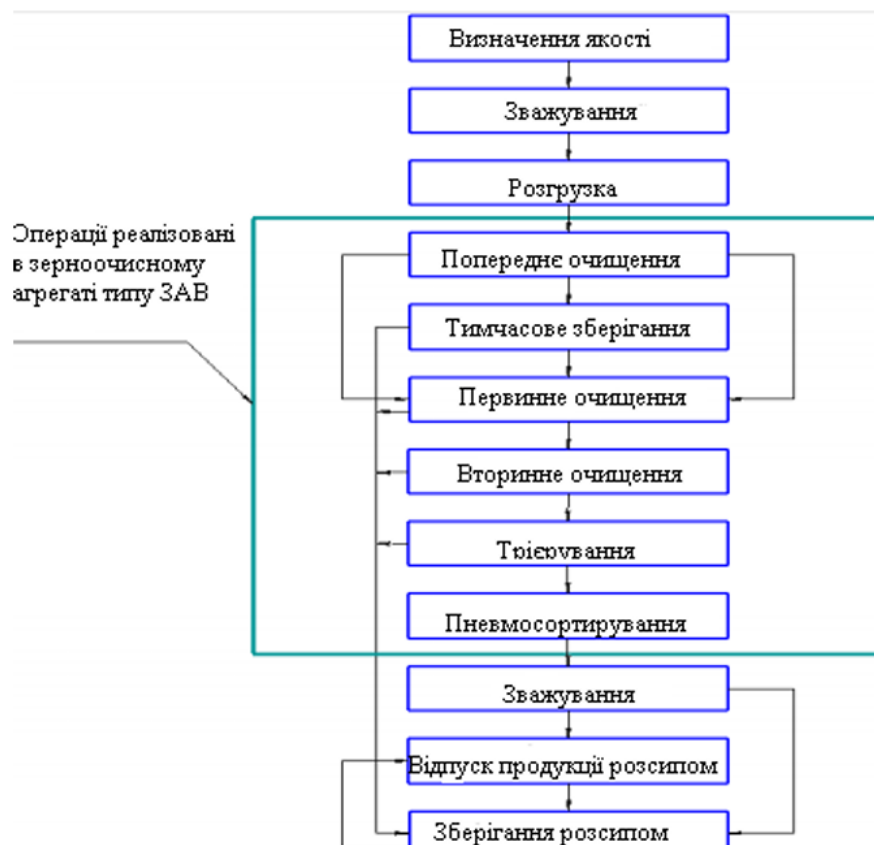 Визначення якості
Зважування
Розгрузка
Операції реалізовані
в зерноочисному
агрегаті типу ЗАВ
Попереднє очищення
Тимчасове зберігання
Первинне очищення
Вторинне очищення
Трієрування
Пневмосортирування
Зважування
Відпуск продукції розсипом
Зберігання розсипом